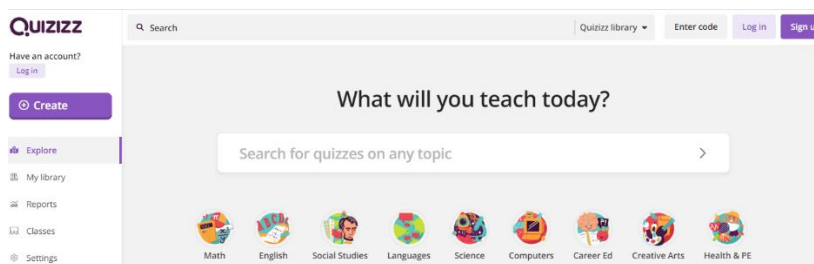 QUIZIZZ
Search
Quizizz library
Enter code
Log in
Sign u
Have an account?
Log in
Create
What will you teach today?
Search for quizzes on any topic
Explore
My library
Reports
Classes
Settings
Math
English
Social Studies
Languages
Science
Computers
Career Ed
Creative Arts
Health & PE